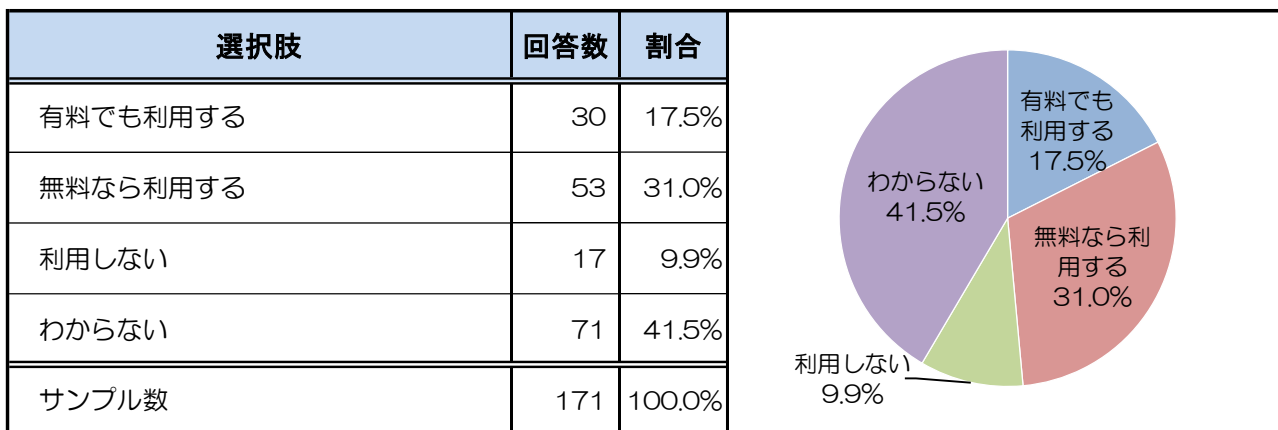 選択肢 回答数 割合
有料でも利用する 30 17.5%
無料なら利用する 53 31.0%
利用しない 17 9.9%
わからない 71 41.5%
サンプル数 171 100.0%
有料でも
利用する
17.5%
無料なら利
用する
31.0%
利用しない
9.9%
わからない
41.5%